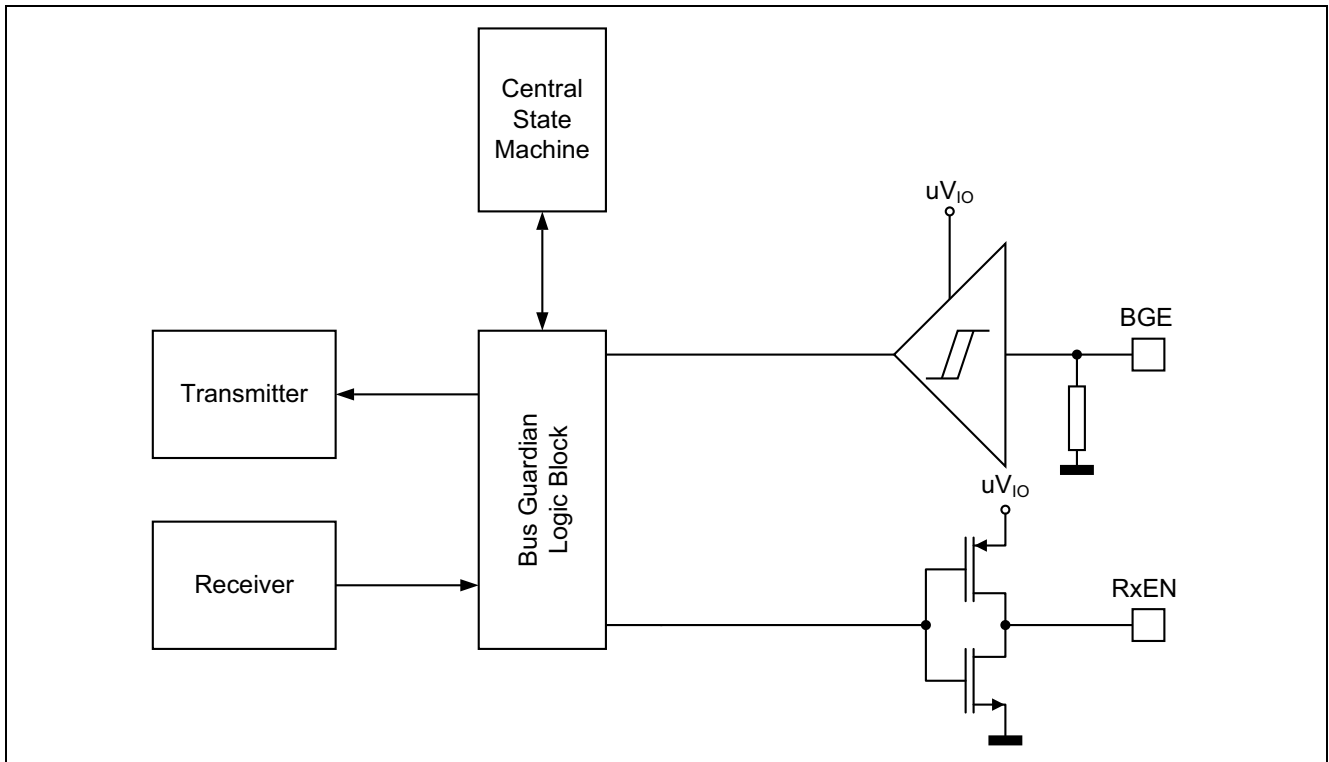 Central
State
Machine
uV_IO
BGE
Transmitter
Bus Guardian
Logic Block
uV_IO
Receiver
RxEN